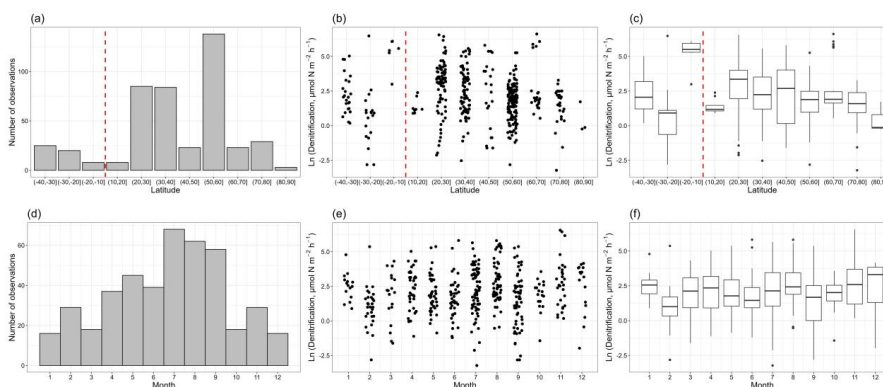 (a)
Number of observations
100
50
0
(-40,-30](-30,-20](-20,-10] (10,20] (20,30] (30,40] (40,50] (50,60] (60,70] (70,80] (80,90]
Latitude
(b)
Ln (Denitrification, μmol N m⁻² h⁻¹)
5.0
2.5
0.0
2.5
(-40,-30](-30,-20](-20,-10] (10,20] (20,30] (30,40] (40,50] (50,60] (60,70] (70,80] (80,90]
Latitude
(c)
Ln (Denitrification, μmol N m⁻² h⁻¹)
5.0
2.5
0.0
2.5
(-40,-30](-30,-20](-20,-10] (10,20] (20,30] (30,40] (40,50] (50,60] (60,70] (70,80] (80,
Latitude
(d)
Number of observations
60
40
20
0
1 2 3 4 5 6 7 8 9 10 11 12
Month
(e)
Ln (Denitrification, μmol N m⁻² h⁻¹)
5.0
2.5
0.0
2.5
1 2 3 4 5 6 7 8 9 10 11 12
Month
(f)
Ln (Denitrification, μmol N m⁻² h⁻¹)
5.0
2.5
0.0
2.5
1 2 3 4 5 6 7 8 9 10 11 12
Month